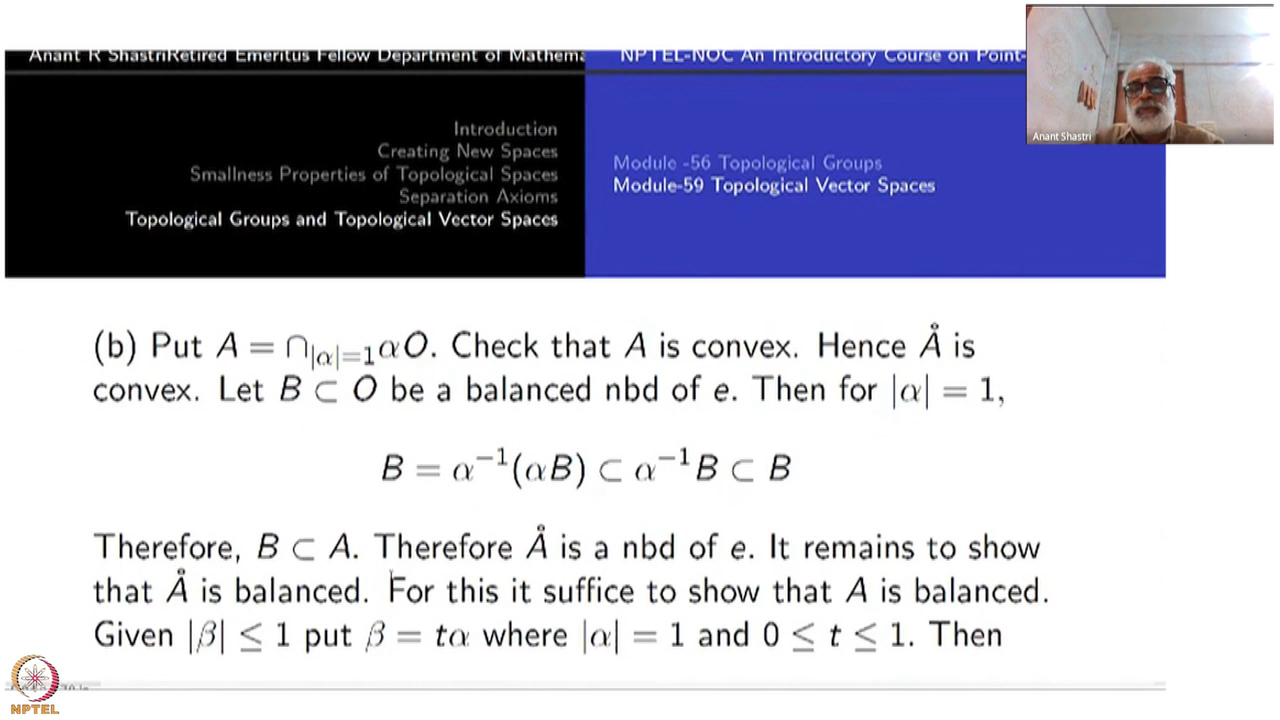 Anant R ShastriRetired Emeritus Fellow Department of Mathema
NPTEL-NOC An Introductory Course on Point-
Anant Shastri
Introduction
Creating New Spaces
Smallness Properties of Topological Spaces
Separation Axioms
Topological Groups and Topological Vector Spaces
Module -56 Topological Groups
Module-59 Topological Vector Spaces
(b) Put A = ∩|α|=1 αO. Check that A is convex. Hence Å is
convex. Let B ⊂ O be a balanced nbd of e. Then for |α| = 1,
B = α⁻¹(αB) ⊂ α⁻¹B ⊂ B
Therefore, B ⊂ A. Therefore Å is a nbd of e. It remains to show
that Å is balanced. For this it suffice to show that A is balanced.
Given |β| ≤ 1 put β = tα where |α| = 1 and 0 ≤ t ≤ 1. Then
NPTEL